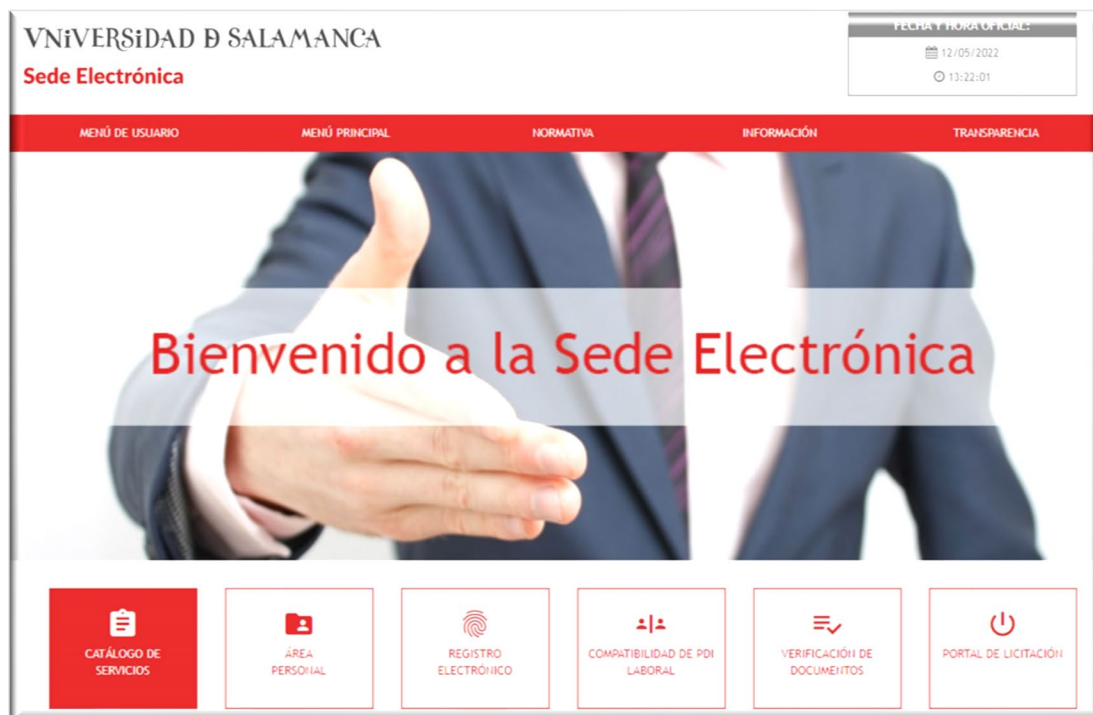 VNiVERSiDAD Ð SALAMANCA
Sede Electrónica
FECHA Y HORA OFICIAL:
12/05/2022
13:22:01
MENÚ DE USUARIO
MENÚ PRINCIPAL
NORMATIVA
INFORMACIÓN
TRANSPARENCIA
Bienvenido a la Sede Electrónica
CATÁLOGO DE
SERVICIOS
ÁREA
PERSONAL
REGISTRO
ELECTRÓNICO
COMPATIBILIDAD DE PDI
LABORAL
VERIFICACIÓN DE
DOCUMENTOS
PORTAL DE LICITACIÓN